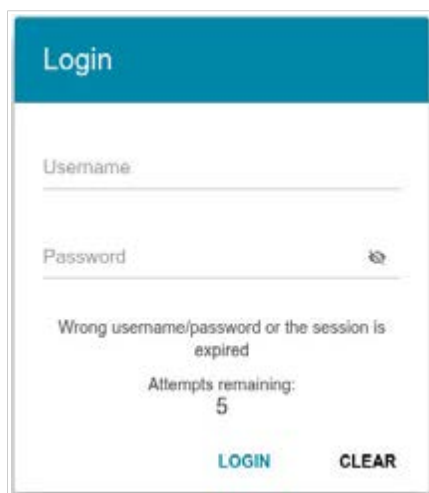 Login
Username
Password
Wrong username/password or the session is
expired
Attempts remaining:
5
LOGIN CLEAR